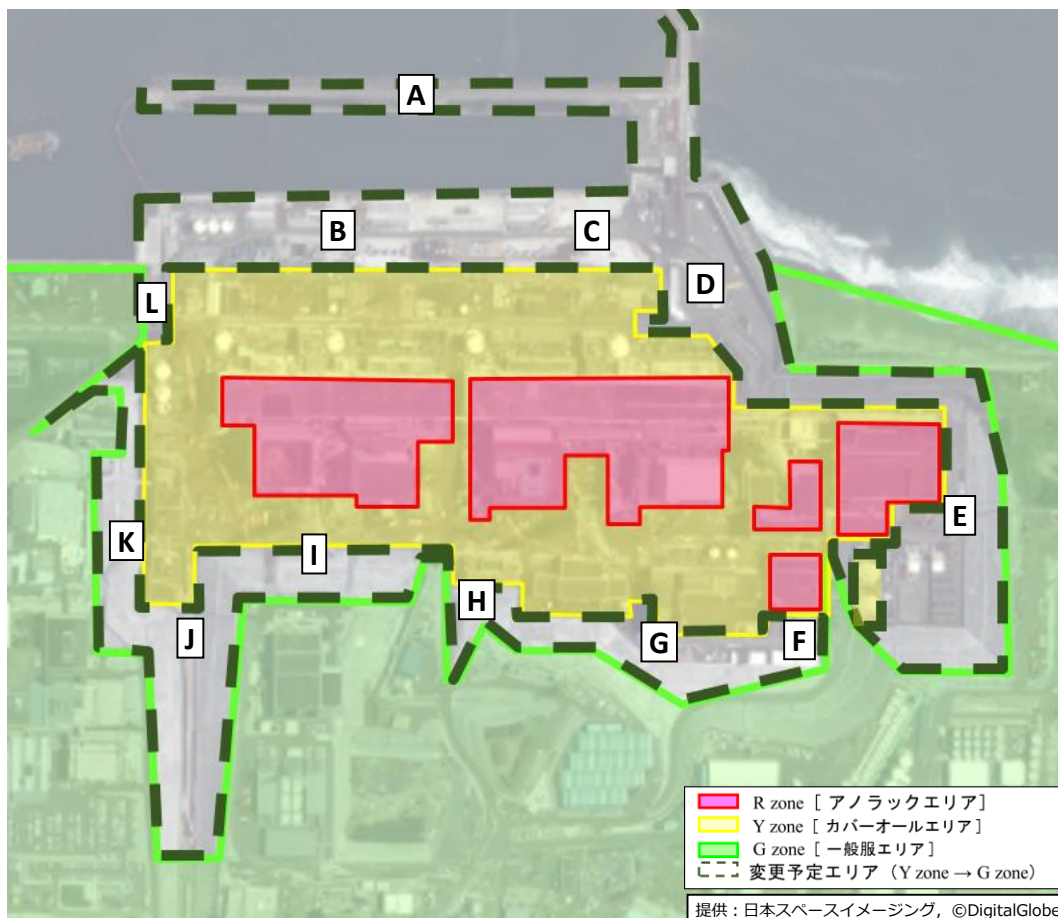 A
B
C
D
L
E
K
I
H
J
G
F
R zone [ アノラックエリア]
Y zone [ カバーオールエリア]
G zone [ 一般服エリア]
変更予定エリア（Y zone → G zone）
提供：日本スペースイメージング，©DigitalGlobe